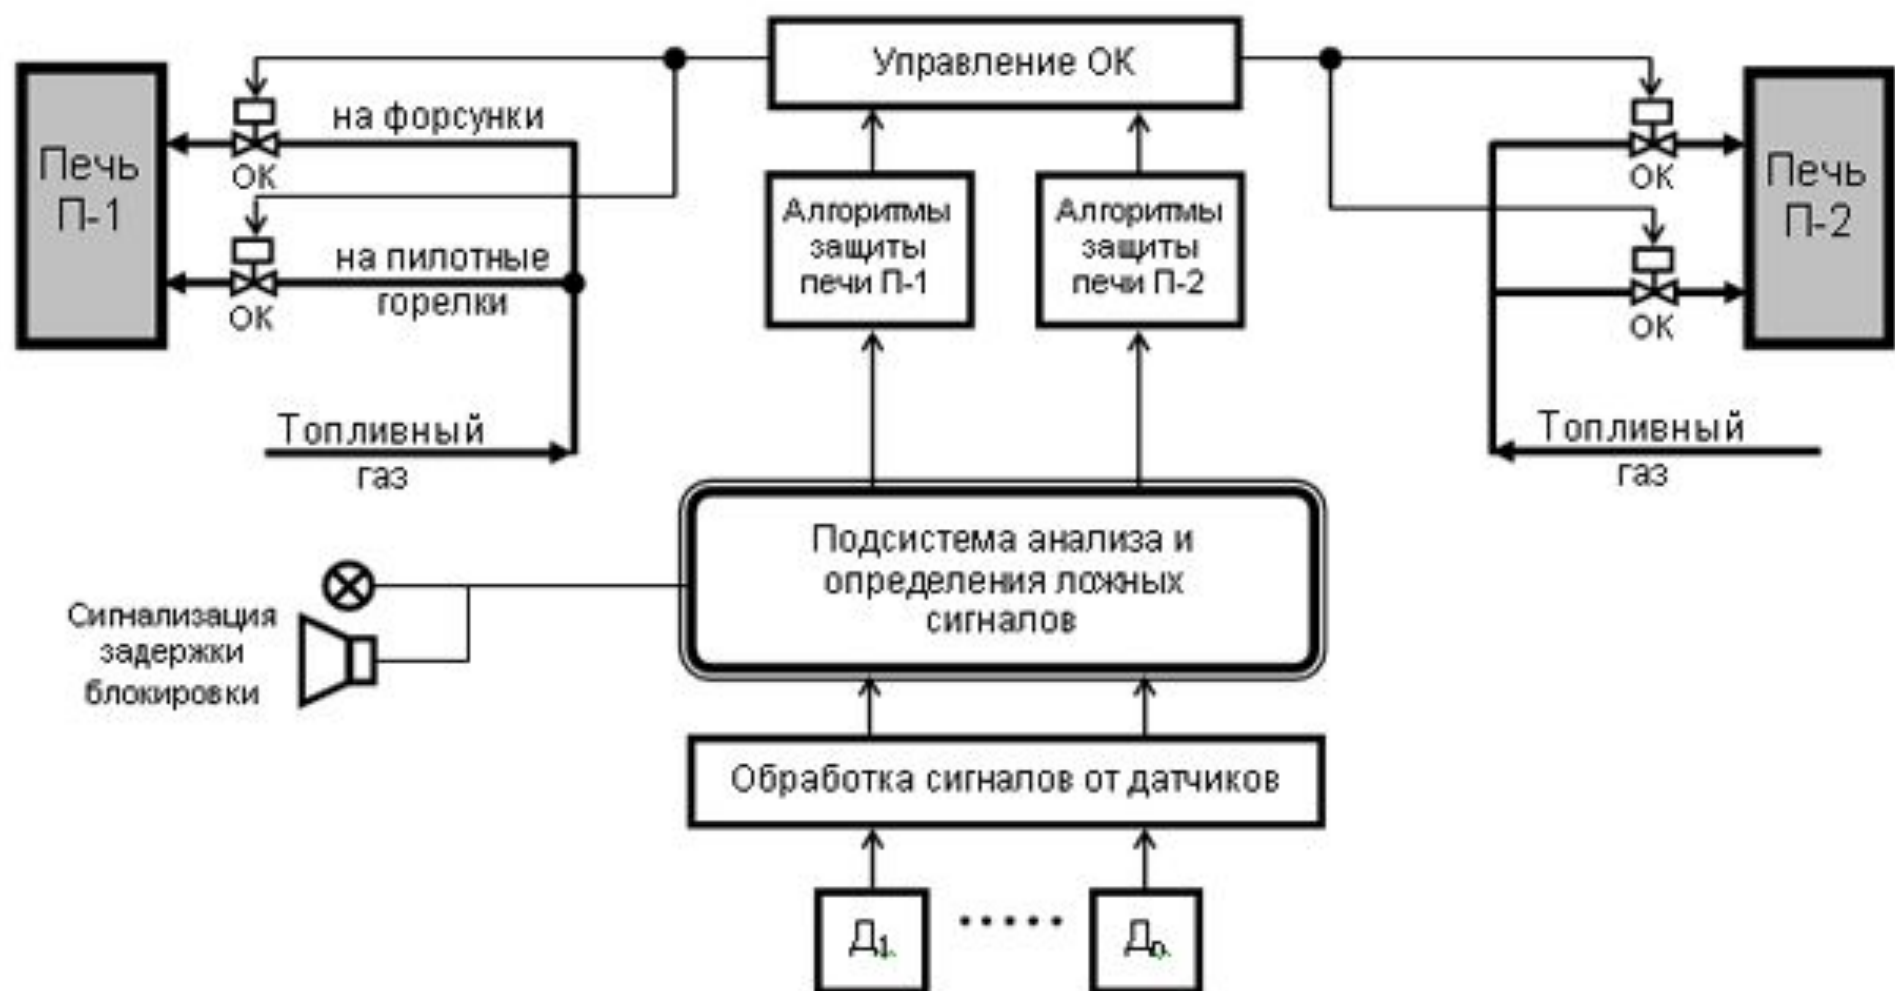 Управление ОК
Печь
П-1
на форсунки
ОК
на пилотные
горелки
ОК
Топливный
газ
Алгоритмы
защиты
печи П-1
Алгоритмы
защиты
печи П-2
ОК
ОК
Печь
П-2
Топливный
газ
Подсистема анализа и
определения ложных
сигналов
Сигнализация
задержки
блокировки
Обработка сигналов от датчиков
Д1
.....
Дn